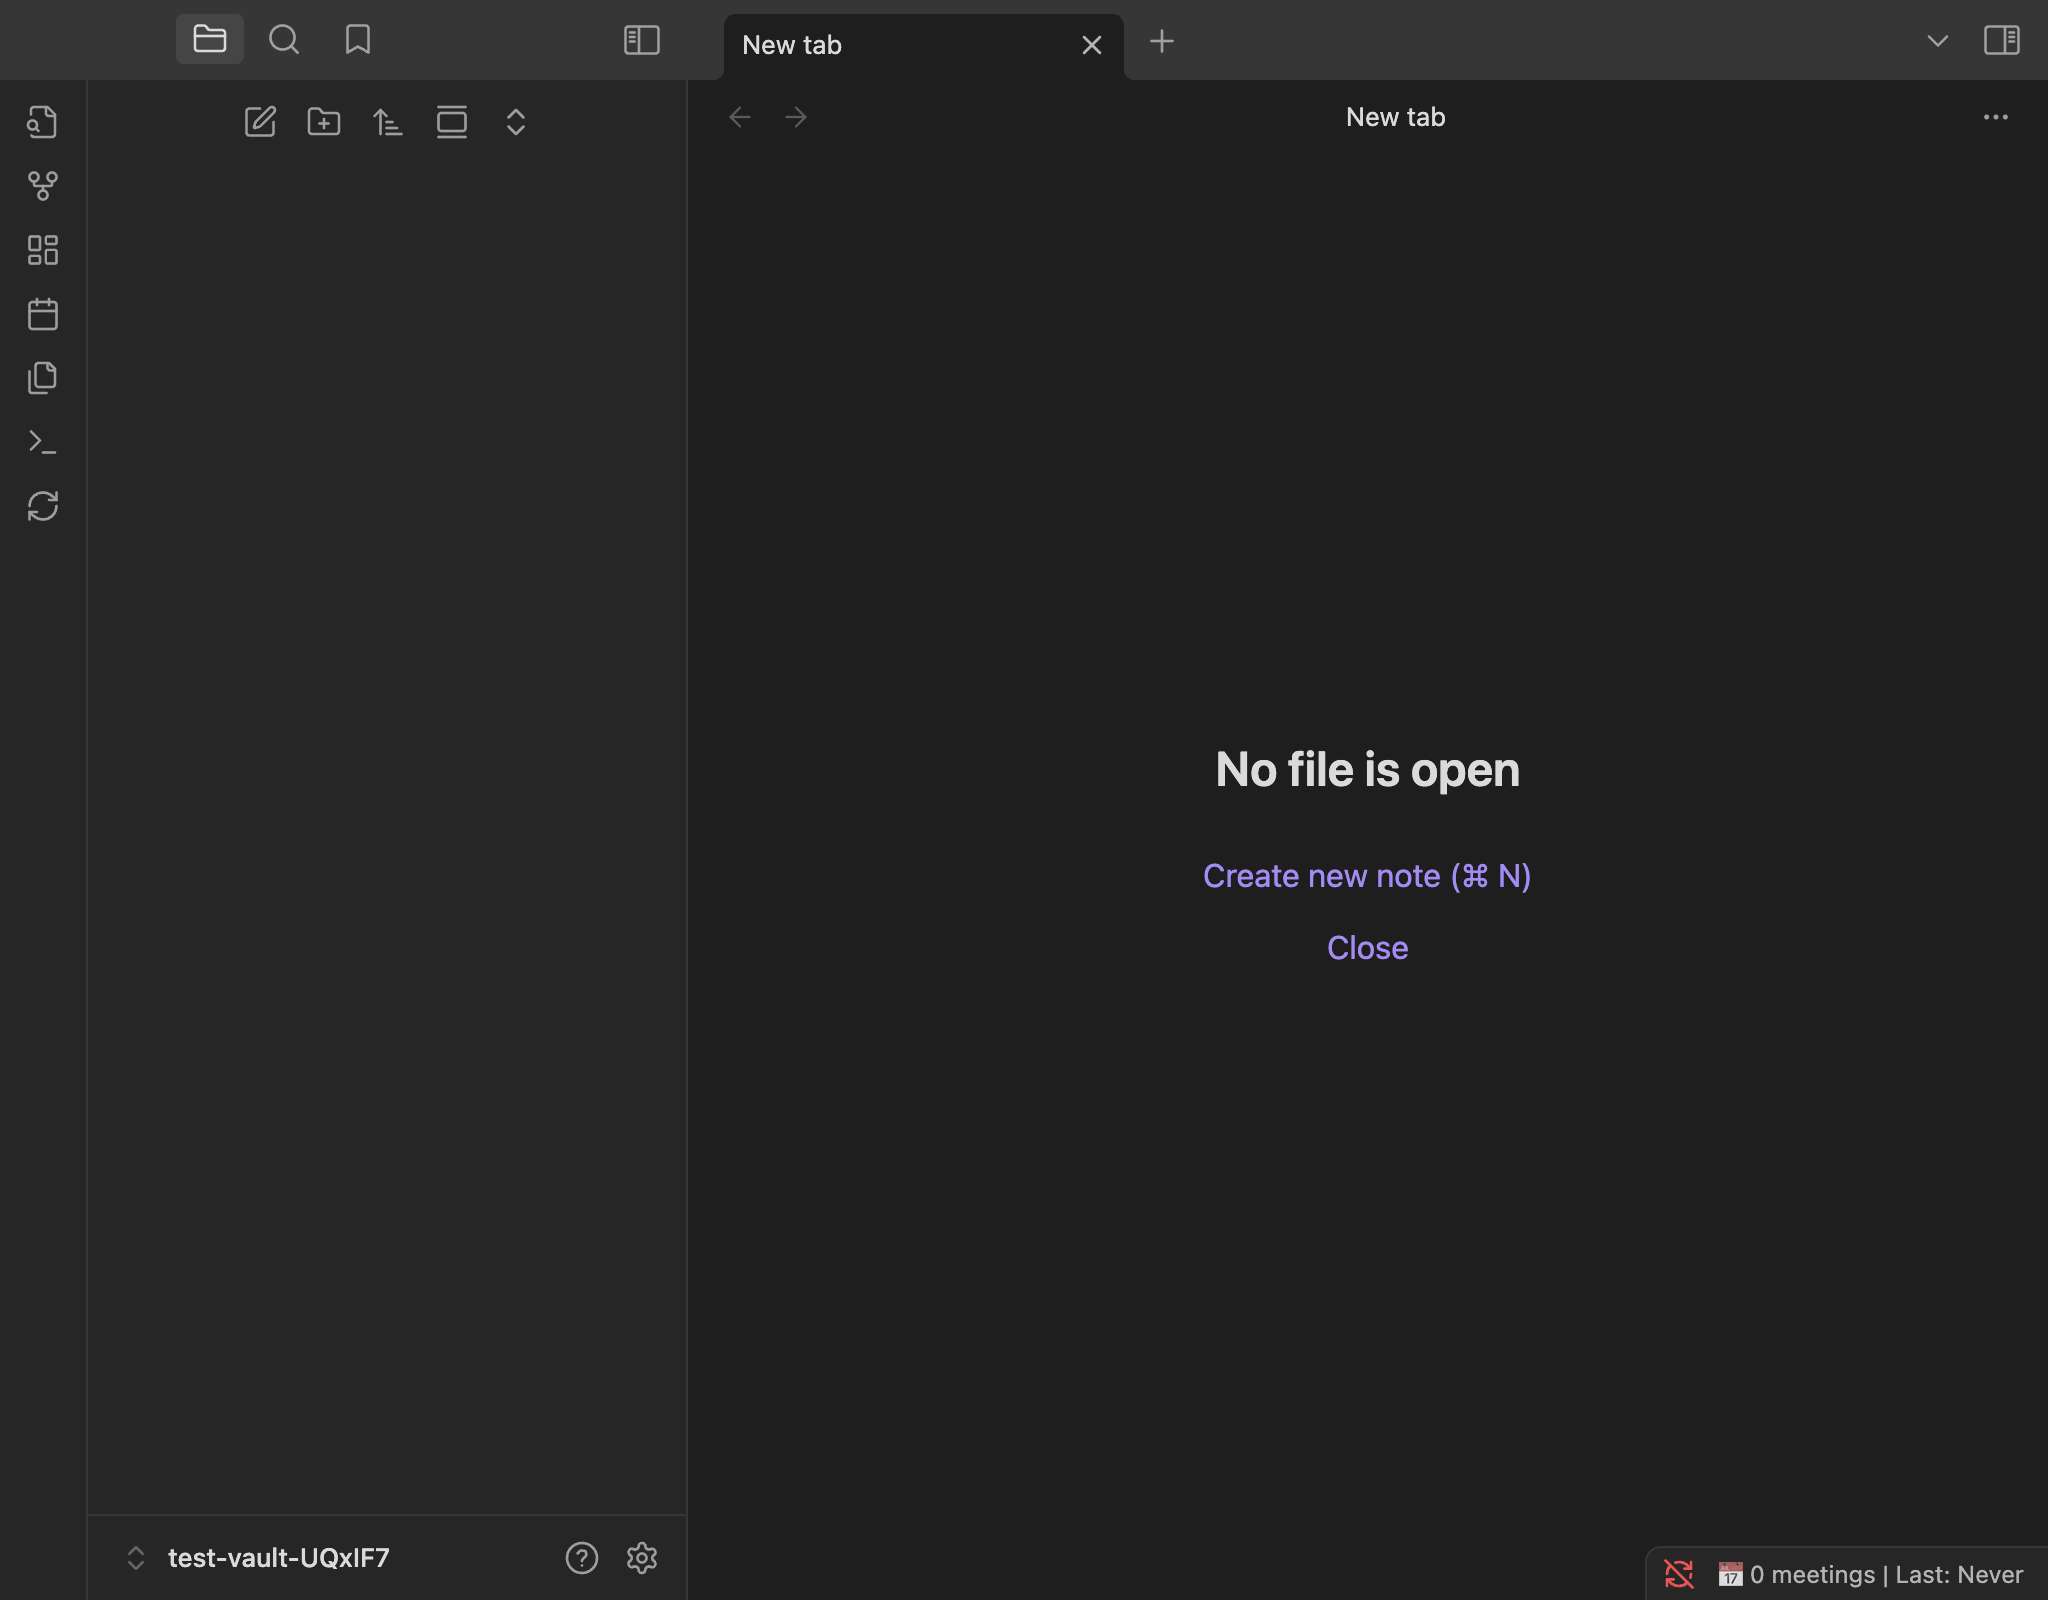 New tab
New tab
No file is open
Create new note (⌘ N)
Close
test-vault-UQxIF7
17 0 meetings | Last: Never